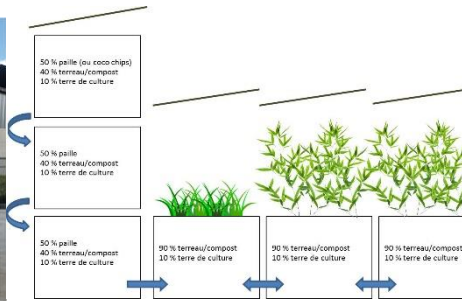 50 % paille (ou coco chips)
40 % terreau/compost
10 % terre de culture
50 % paille
40 % terreau/compost
10 % terre de culture
50 % paille
40 % terreau/compost
10 % terre de culture
90 % terreau/compost
10 % terre de culture
90 % terreau/compost
10 % terre de culture
90 % terreau/compost
10 % terre de culture